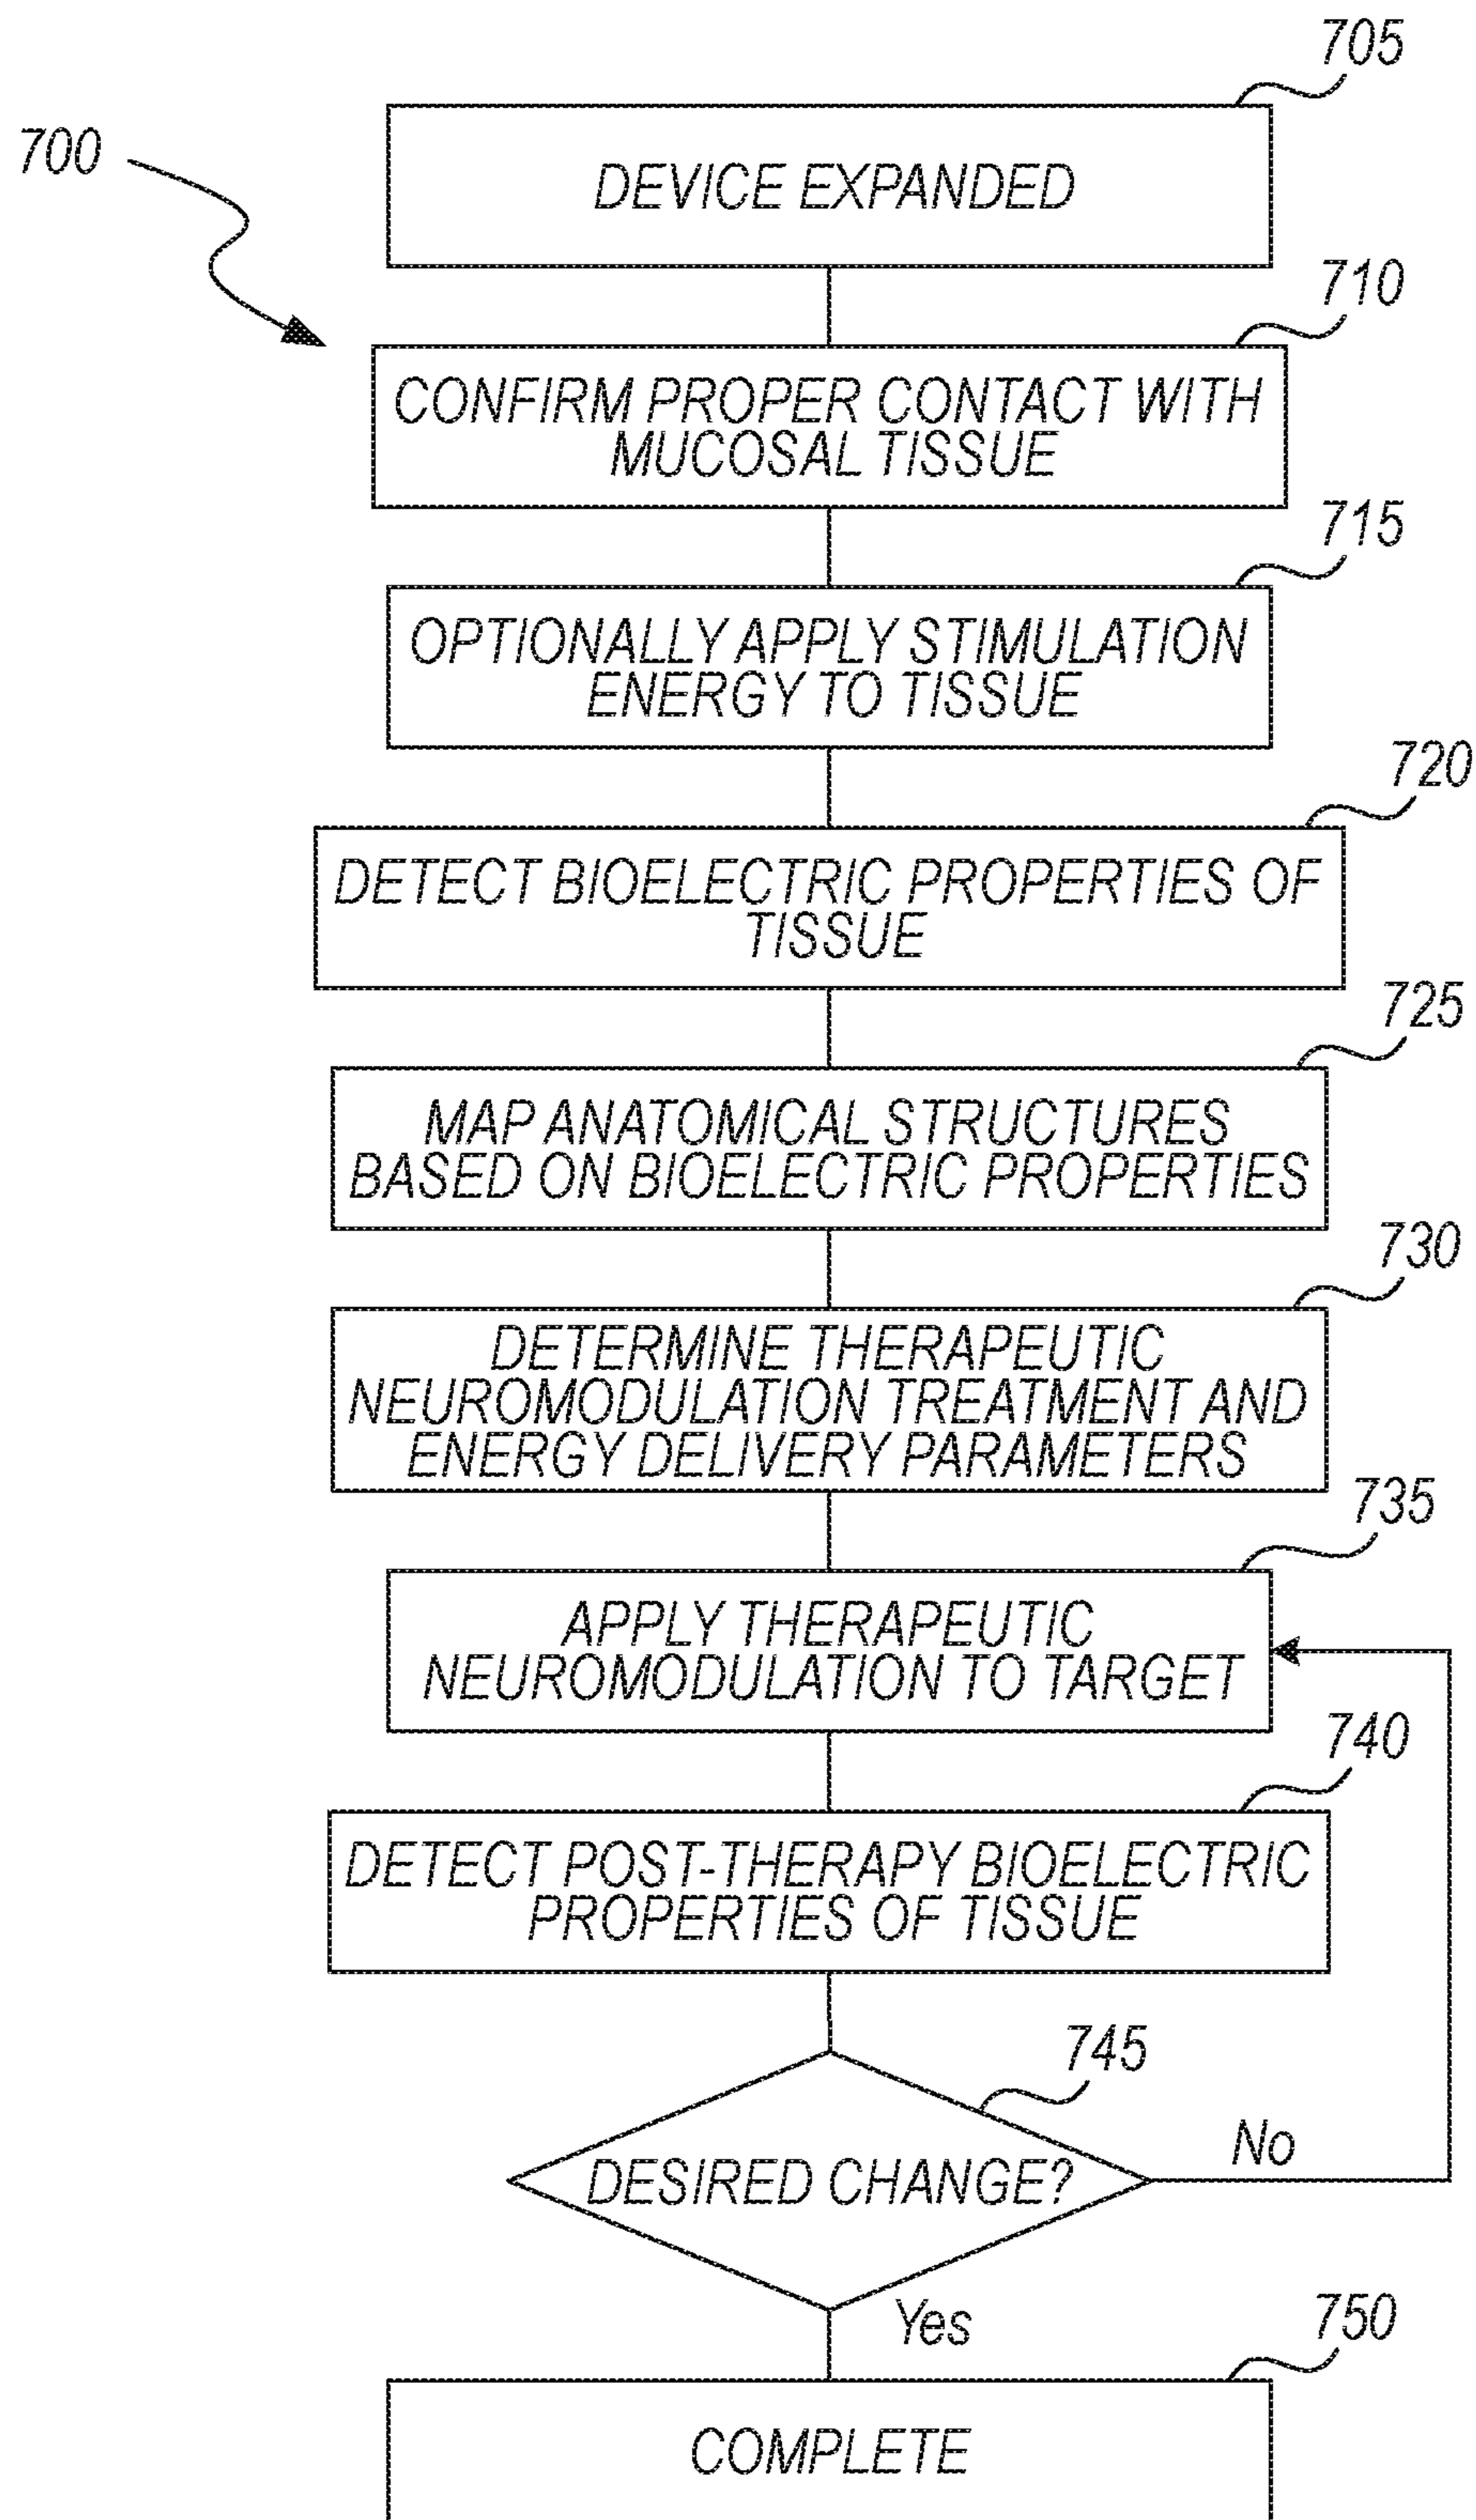 705
700
DEVICE EXPANDED
710
CONFIRM PROPER CONTACT WITH
MUCOSAL TISSUE
715
OPTIONALLY APPLY STIMULATION
ENERGY TO TISSUE
720
DETECT BIOELECTRIC PROPERTIES OF
TISSUE
725
MAP ANATOMICAL STRUCTURES
BASED ON BIOELECTRIC PROPERTIES
730
DETERMINE THERAPEUTIC
NEUROMODULATION TREATMENT AND
ENERGY DELIVERY PARAMETERS
735
APPLY THERAPEUTIC
NEUROMODULATION TO TARGET
740
DETECT POST-THERAPY BIOELECTRIC
PROPERTIES OF TISSUE
745
No
DESIRED CHANGE?
Yes
750
COMPLETE